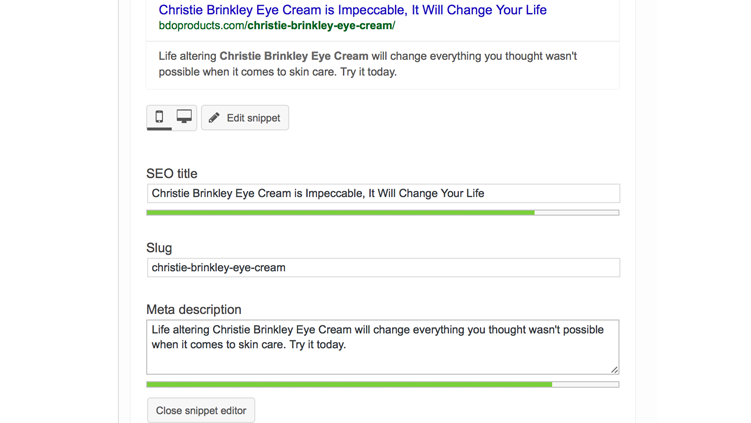 Christie Brinkley Eye Cream is Impeccable, It Will Change Your Life
bdoproducts.com/christie-brinkley-eye-cream/
Life altering Christie Brinkley Eye Cream will change everything you thought wasn't
possible when it comes to skin care. Try it today.
Edit snippet
SEO title
Christie Brinkley Eye Cream is Impeccable, It Will Change Your Life
Slug
christie-brinkley-eye-cream
Meta description
Life altering Christie Brinkley Eye Cream will change everything you thought wasn't possible
when it comes to skin care. Try it today.
Close snippet editor